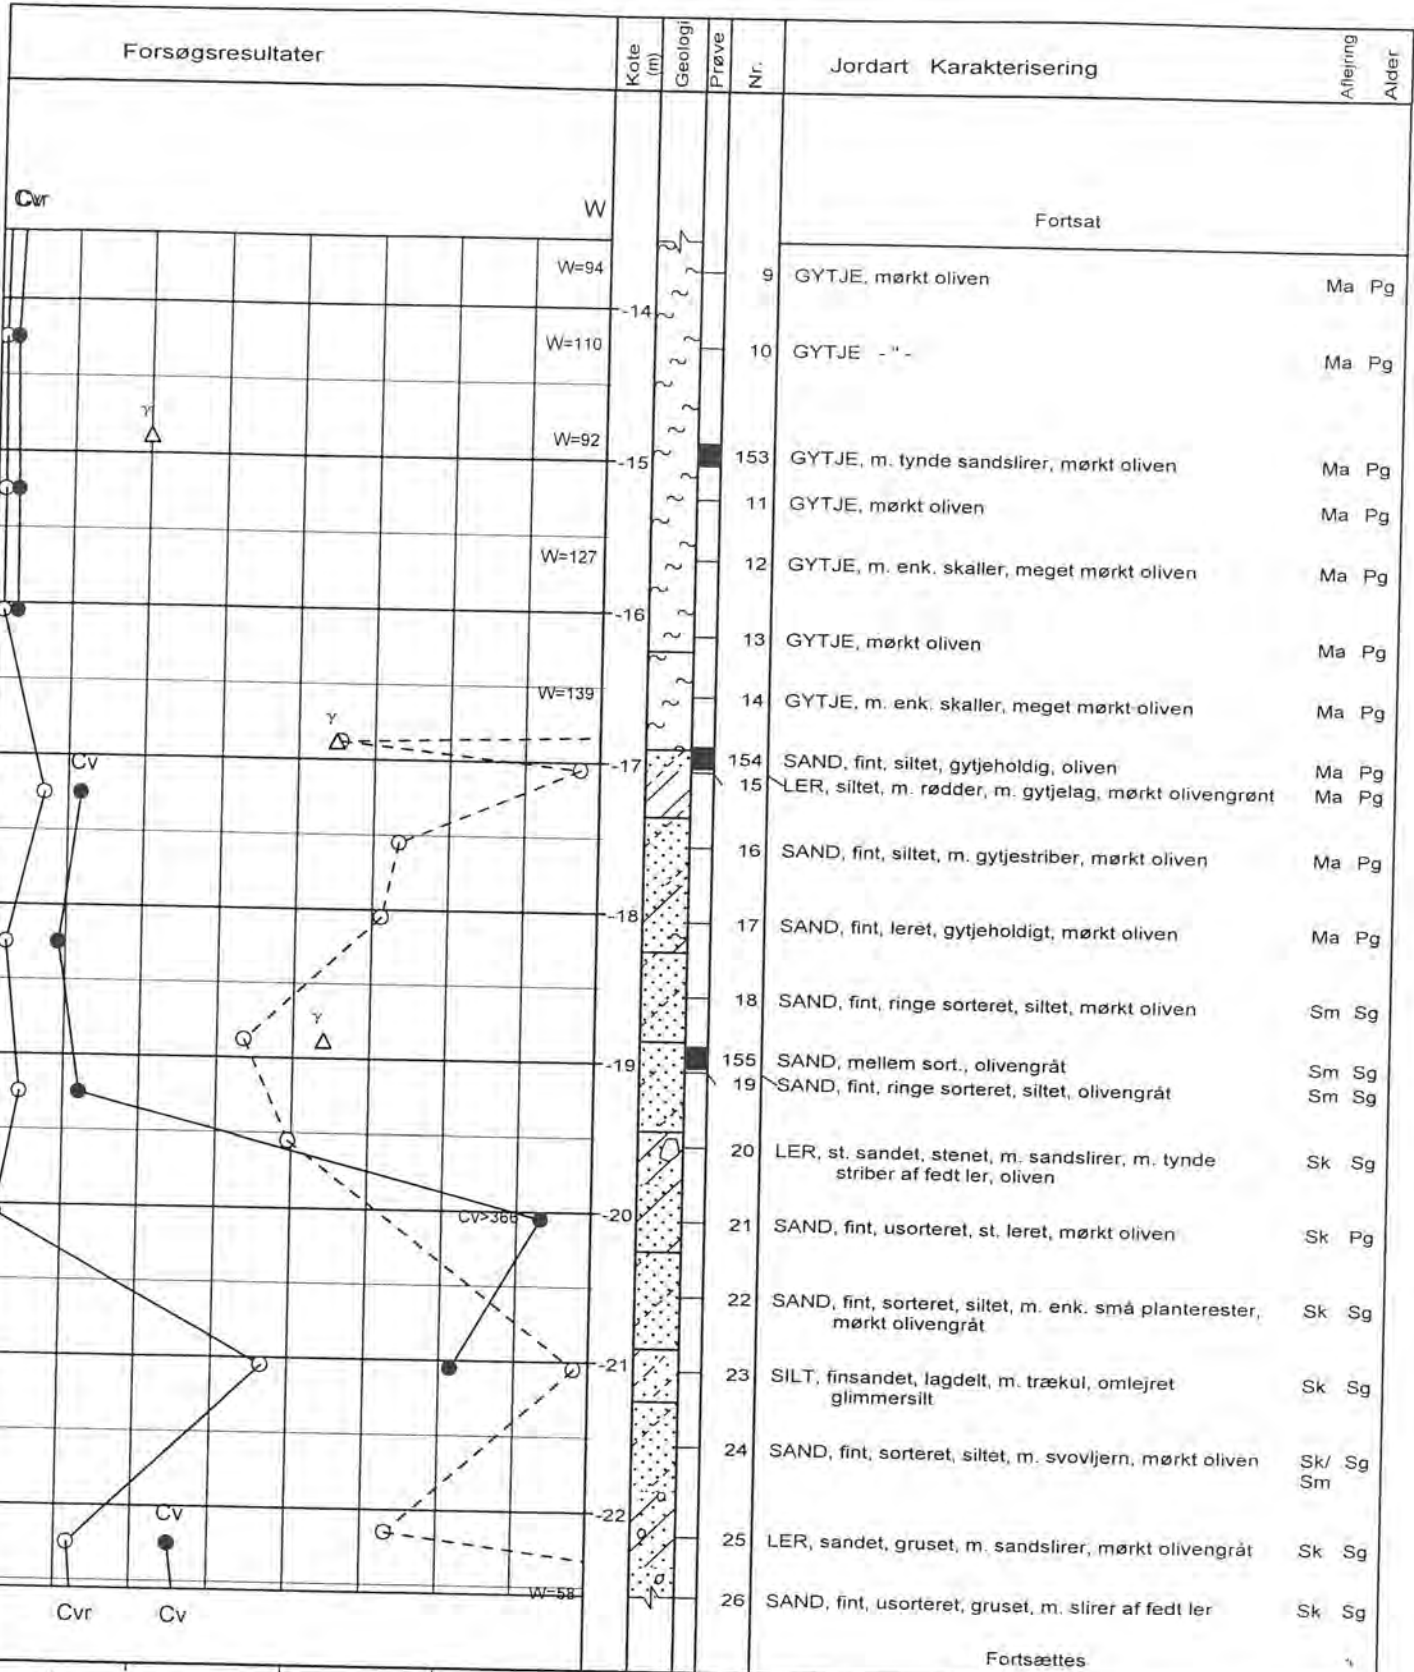 Forsøgsresultater
Kote (m)
Geologi
Prøve
Nr.
Jordart Karakterisering
Aflejring
Alder
Cvr
W
Fortsat
W=94
9 GYTJE, mørkt oliven Ma Pg
-14
W=110
10 GYTJE - " - Ma Pg
γ
W=92
-15
153 GYTJE, m. tynde sandslirer, mørkt oliven Ma Pg
11 GYTJE, mørkt oliven Ma Pg
W=127
12 GYTJE, m. enk. skaller, meget mørkt oliven Ma Pg
-16
13 GYTJE, mørkt oliven Ma Pg
W=139
14 GYTJE, m. enk. skaller, meget mørkt oliven Ma Pg
γ
Cv
-17
154 SAND, fint, siltet, gytjeholdig, oliven Ma Pg
15 LER, siltet, m. rødder, m. gytjelag, mørkt olivengrønt Ma Pg
16 SAND, fint, siltet, m. gytjestriber, mørkt oliven Ma Pg
-18
17 SAND, fint, leret, gytjeholdigt, mørkt oliven Ma Pg
18 SAND, fint, ringe sorteret, siltet, mørkt oliven Sm Sg
γ
-19
155 SAND, mellem sort., olivengråt Sm Sg
19 SAND, fint, ringe sorteret, siltet, olivengråt Sm Sg
20 LER, st. sandet, stenet, m. sandslirer, m. tynde Sk Sg
striber af fedt ler, oliven
Cv>366
-20
21 SAND, fint, usorteret, st. leret, mørkt oliven Sk Pg
22 SAND, fint, sorteret, siltet, m. enk. små planterester, Sk Sg
mørkt olivengråt
-21
23 SILT, finsandet, lagdelt, m. trækul, omlejret Sk Sg
glimmersilt
24 SAND, fint, sorteret, siltet, m. svovljern, mørkt oliven Sk/ Sg
Sm
Cv
-22
25 LER, sandet, gruset, m. sandslirer, mørkt olivengråt Sk Sg
W=58
26 SAND, fint, usorteret, gruset, m. slirer af fedt ler Sk Sg
Cvr
Cv
Fortsættes